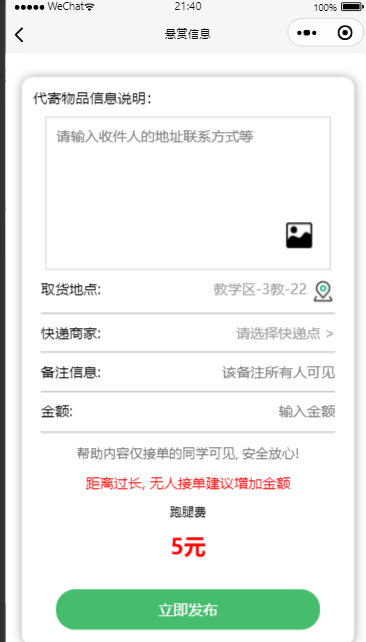 WeChat 21:40 100%
悬赏信息
代寄物品信息说明:
请输入收件人的地址联系方式等
取货地点: 教学区-3教-22
快递商家: 请选择快递点 >
备注信息: 该备注所有人可见
金额: 输入金额
帮助内容仅接单的同学可见, 安全放心!
距离过长, 无人接单建议增加金额
跑腿费
5元
立即发布